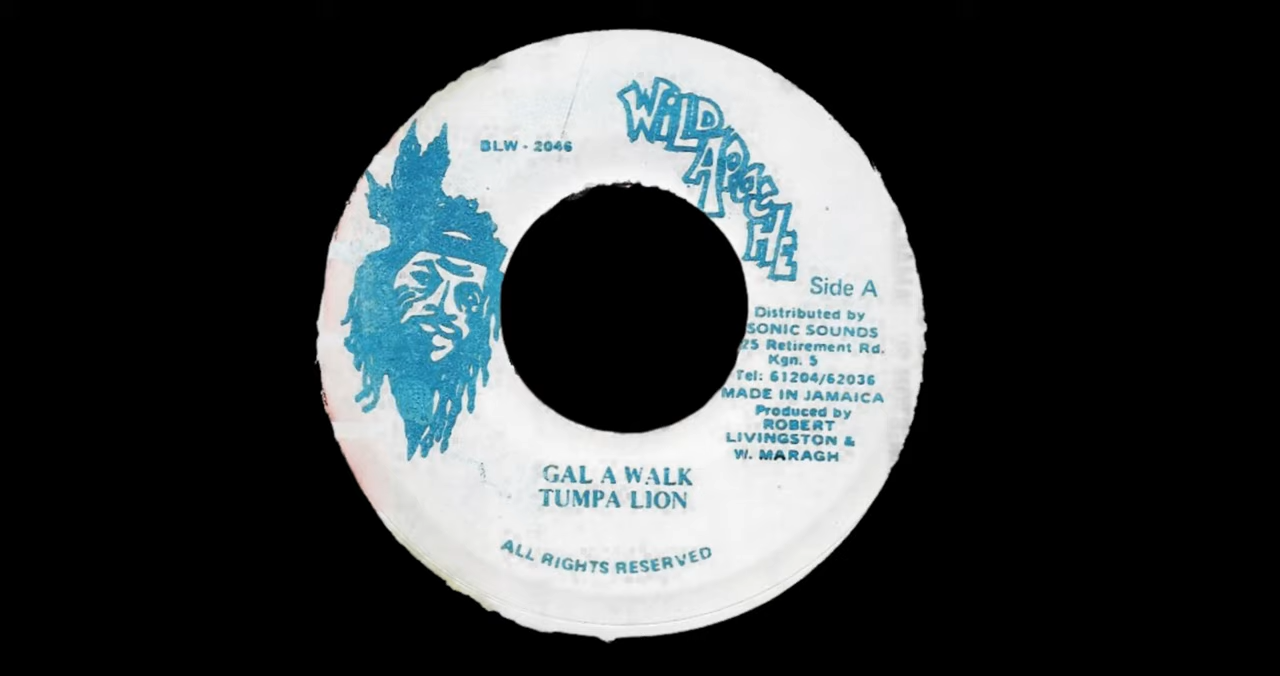 WILD
APACHE
BLW - 2046
Side A
Distributed by
SONIC SOUNDS
25 Retirement Rd.
Kgn. 5
Tel: 61204/62036
MADE IN JAMAICA
Produced by
ROBERT
LIVINGSTON &
W. MARAGH
GAL A WALK
TUMPA LION
ALL RIGHTS RESERVED